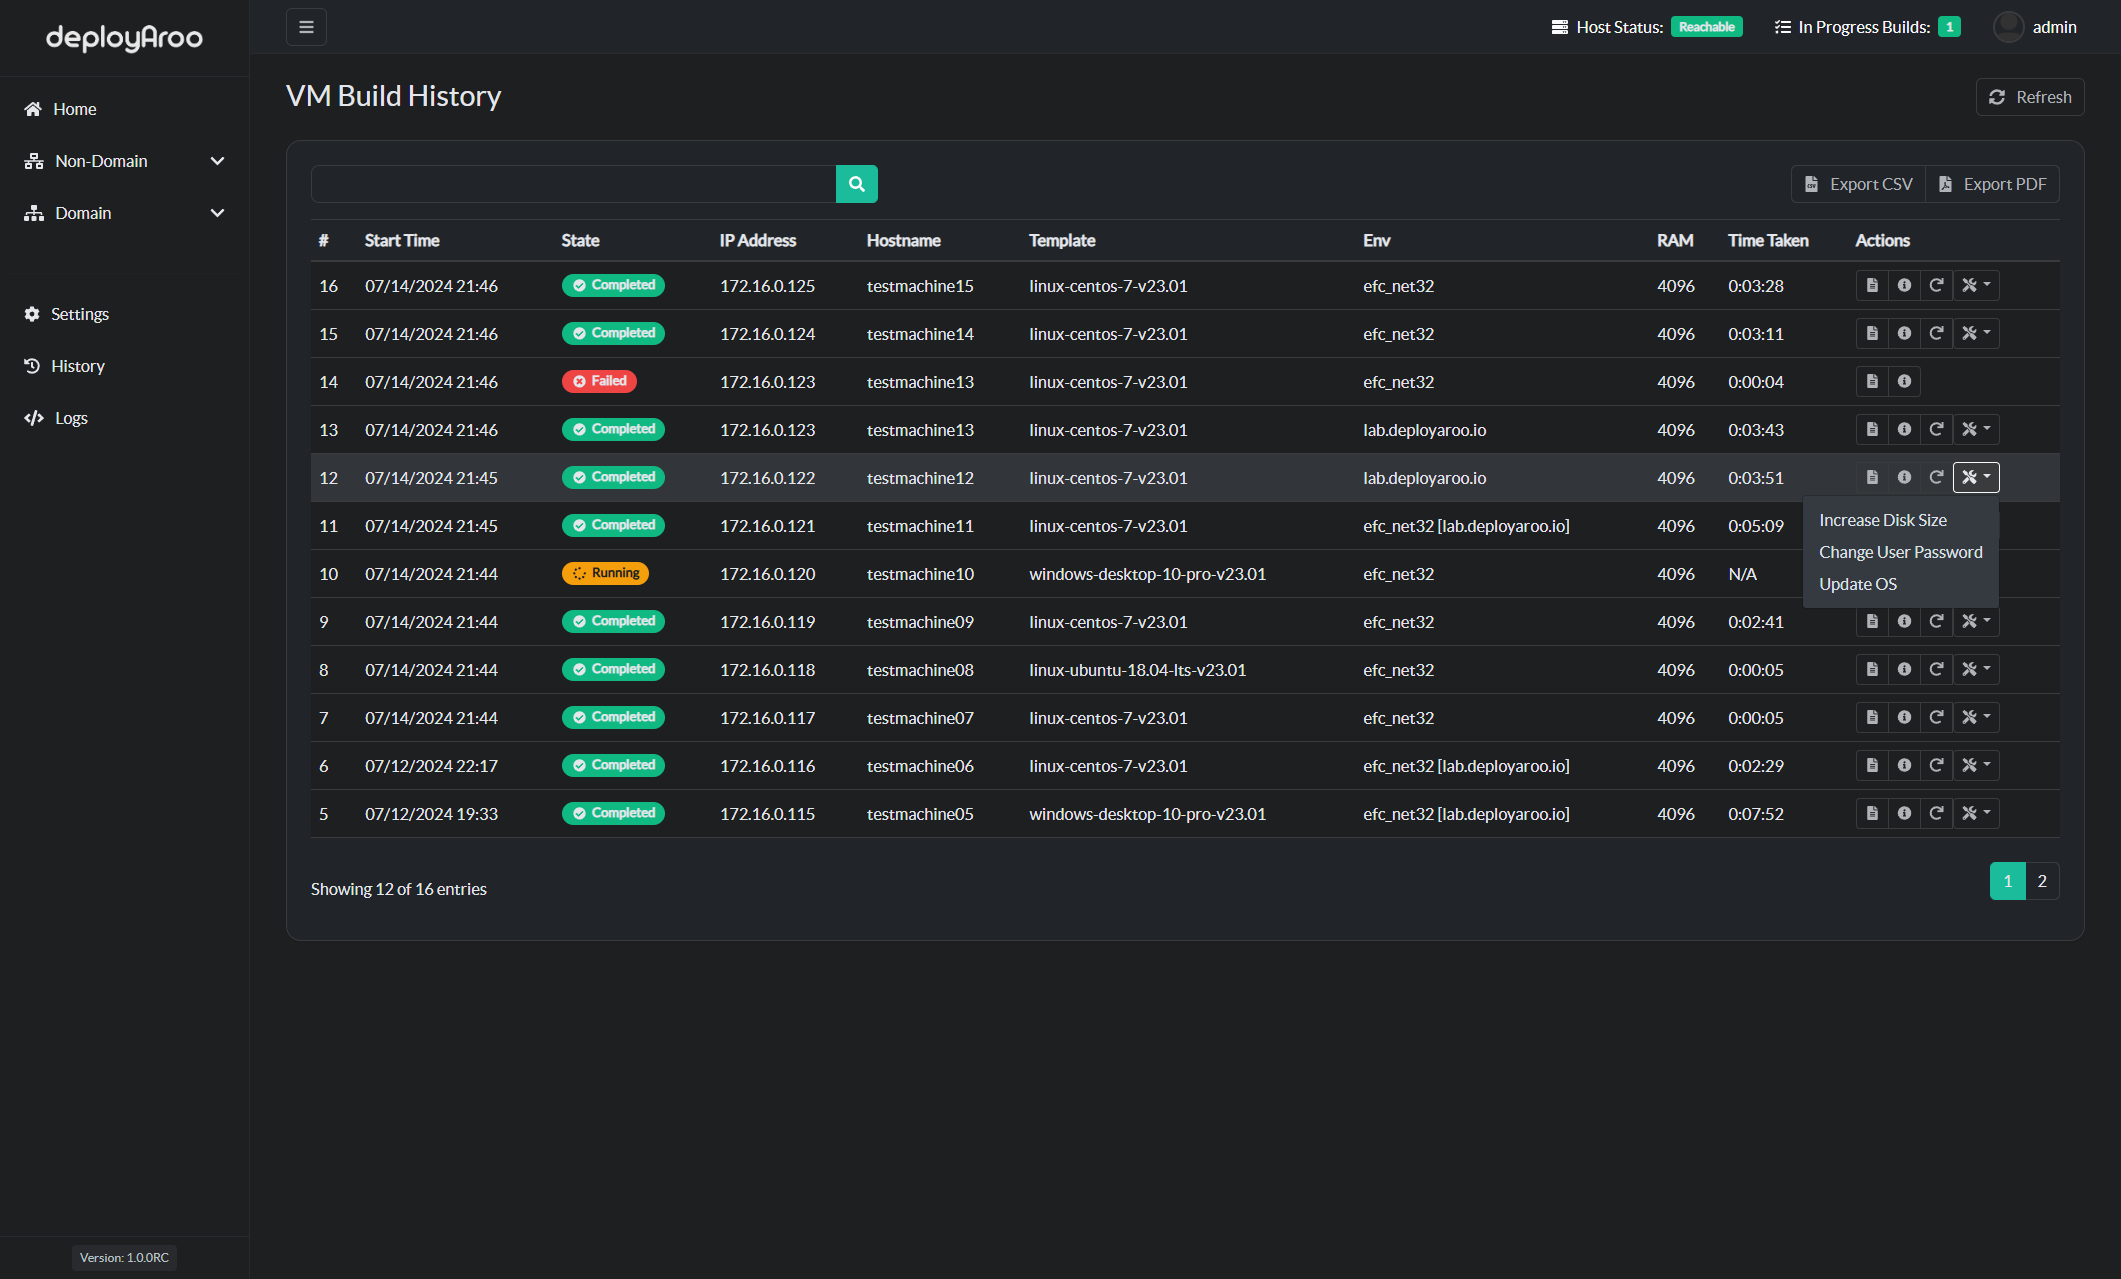 deployAroo
Host Status: Reachable In Progress Builds: 1 admin
Home
Non-Domain
Domain
Settings
History
Logs
Version: 1.0.0RC
VM Build History
Refresh
Export CSV Export PDF
# Start Time State IP Address Hostname Template Env RAM Time Taken Actions
16 07/14/2024 21:46 Completed 172.16.0.125 testmachine15 linux-centos-7-v23.01 efc_net32 4096 0:03:28
15 07/14/2024 21:46 Completed 172.16.0.124 testmachine14 linux-centos-7-v23.01 efc_net32 4096 0:03:11
14 07/14/2024 21:46 Failed 172.16.0.123 testmachine13 linux-centos-7-v23.01 efc_net32 4096 0:00:04
13 07/14/2024 21:46 Completed 172.16.0.123 testmachine13 linux-centos-7-v23.01 lab.deployaroo.io 4096 0:03:43
12 07/14/2024 21:45 Completed 172.16.0.122 testmachine12 linux-centos-7-v23.01 lab.deployaroo.io 4096 0:03:51
11 07/14/2024 21:45 Completed 172.16.0.121 testmachine11 linux-centos-7-v23.01 efc_net32 [lab.deployaroo.io] 4096 0:05:09
10 07/14/2024 21:44 Running 172.16.0.120 testmachine10 windows-desktop-10-pro-v23.01 efc_net32 4096 N/A
9 07/14/2024 21:44 Completed 172.16.0.119 testmachine09 linux-centos-7-v23.01 efc_net32 4096 0:02:41
8 07/14/2024 21:44 Completed 172.16.0.118 testmachine08 linux-ubuntu-18.04-lts-v23.01 efc_net32 4096 0:00:05
7 07/14/2024 21:44 Completed 172.16.0.117 testmachine07 linux-centos-7-v23.01 efc_net32 4096 0:00:05
6 07/12/2024 22:17 Completed 172.16.0.116 testmachine06 linux-centos-7-v23.01 efc_net32 [lab.deployaroo.io] 4096 0:02:29
5 07/12/2024 19:33 Completed 172.16.0.115 testmachine05 windows-desktop-10-pro-v23.01 efc_net32 [lab.deployaroo.io] 4096 0:07:52
Increase Disk Size
Change User Password
Update OS
Showing 12 of 16 entries
1 2